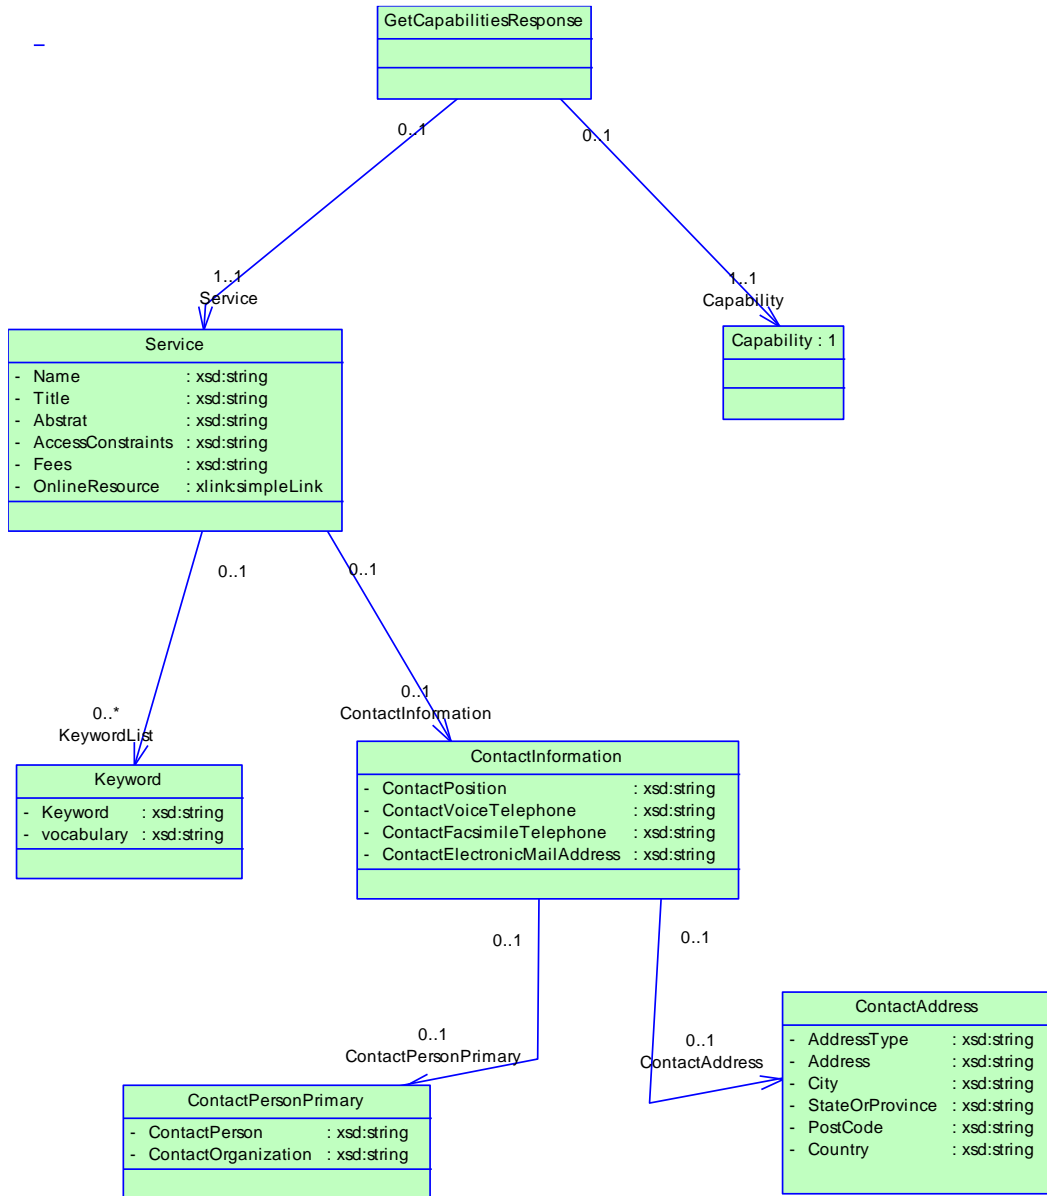 GetCapabilitiesResponse
0..1
0..1
1..1
Service
1..1
Capability
Service
- Name : xsd:string
- Title : xsd:string
- Abstrat : xsd:string
- AccessConstraints : xsd:string
- Fees : xsd:string
- OnlineResource : xlink:simpleLink
Capability : 1
0..1
0..1
0..*
KeywordList
0..1
ContactInformation
Keyword
- Keyword : xsd:string
- vocabulary : xsd:string
ContactInformation
- ContactPosition : xsd:string
- ContactVoiceTelephone : xsd:string
- ContactFacsimileTelephone : xsd:string
- ContactElectronicMailAddress : xsd:string
0..1
0..1
0..1
ContactPersonPrimary
0..1
ContactAddress
ContactPersonPrimary
- ContactPerson : xsd:string
- ContactOrganization : xsd:string
ContactAddress
- AddressType : xsd:string
- Address : xsd:string
- City : xsd:string
- StateOrProvince : xsd:string
- PostCode : xsd:string
- Country : xsd:string